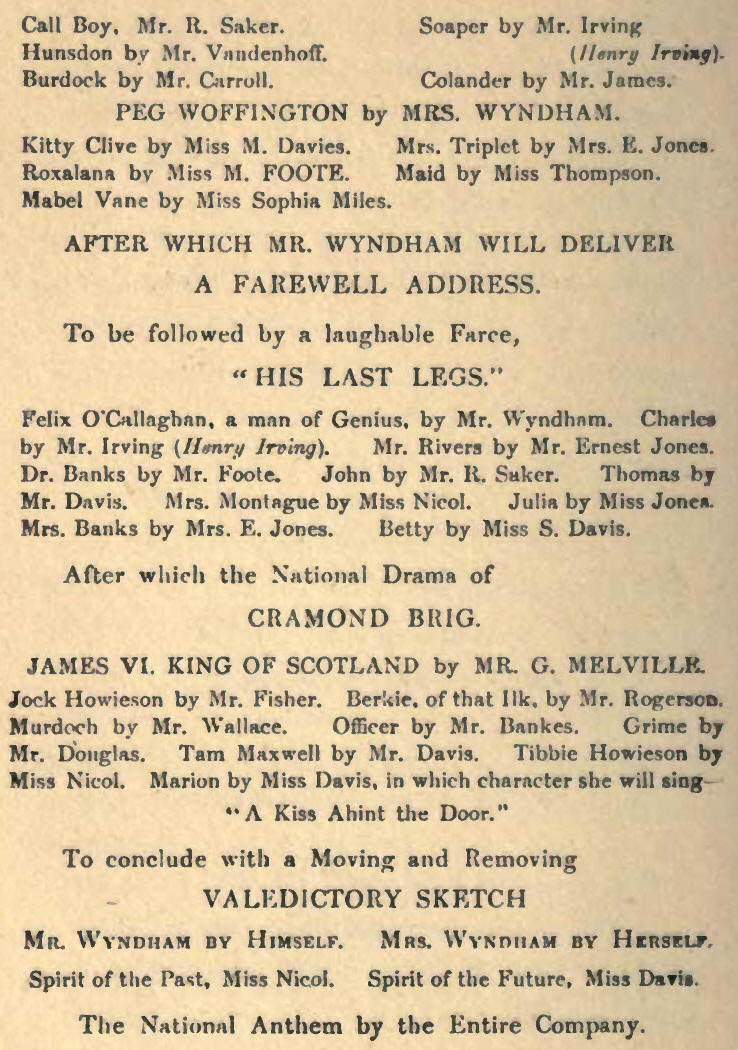 Call Boy, Mr. R. Saker. Soaper by Mr. Irving
Hunsdon by Mr. Vandenhoff. (Henry Irving).
Burdock by Mr. Carroll. Colander by Mr. James.
PEG WOFFINGTON by MRS. WYNDHAM.
Kitty Clive by Miss M. Davies. Mrs. Triplet by Mrs. E. Jones.
Roxalana by Miss M. FOOTE. Maid by Miss Thompson.
Mabel Vane by Miss Sophia Miles.
AFTER WHICH MR. WYNDHAM WILL DELIVER
A FAREWELL ADDRESS.
To be followed by a laughable Farce,
"HIS LAST LEGS."
Felix O'Callaghan, a man of Genius, by Mr. Wyndham. Charles
by Mr. Irving (Henry Irving). Mr. Rivers by Mr. Ernest Jones.
Dr. Banks by Mr. Foote. John by Mr. R. Saker. Thomas by
Mr. Davis. Mrs. Montague by Miss Nicol. Julia by Miss Jones.
Mrs. Banks by Mrs. E. Jones. Betty by Miss S. Davis.
After which the National Drama of
CRAMOND BRIG.
JAMES VI. KING OF SCOTLAND by MR. G. MELVILLE.
Jock Howieson by Mr. Fisher. Berkie, of that Ilk, by Mr. Rogerson.
Murdoch by Mr. Wallace. Officer by Mr. Bankes. Grime by
Mr. Douglas. Tam Maxwell by Mr. Davis. Tibbie Howieson by
Miss Nicol. Marion by Miss Davis, in which character she will sing—
"A Kiss Ahint the Door."
To conclude with a Moving and Removing
VALEDICTORY SKETCH
MR. WYNDHAM BY HIMSELF. MRS. WYNDHAM BY HERSELF.
Spirit of the Past, Miss Nicol. Spirit of the Future, Miss Davis.
The National Anthem by the Entire Company.